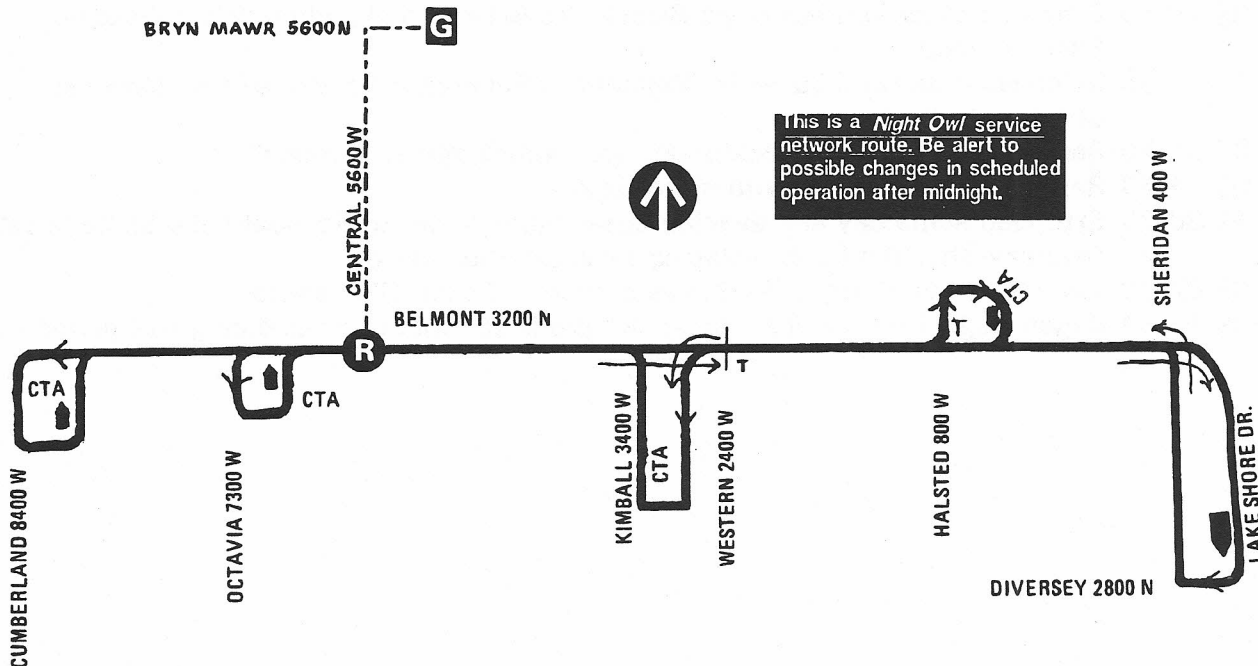 BRYN MAWR 5600N
G
CENTRAL 5600W
This is a Night Owl service
network route. Be alert to
possible changes in scheduled
operation after midnight.
SHERIDAN 400 W
BELMONT 3200 N
R
CTA
T
T
CTA
CTA
CTA
CUMBERLAND 8400 W
OCTAVIA 7300 W
KIMBALL 3400 W
WESTERN 2400 W
HALSTED 800 W
LAKE SHORE DR.
DIVERSEY 2800 N